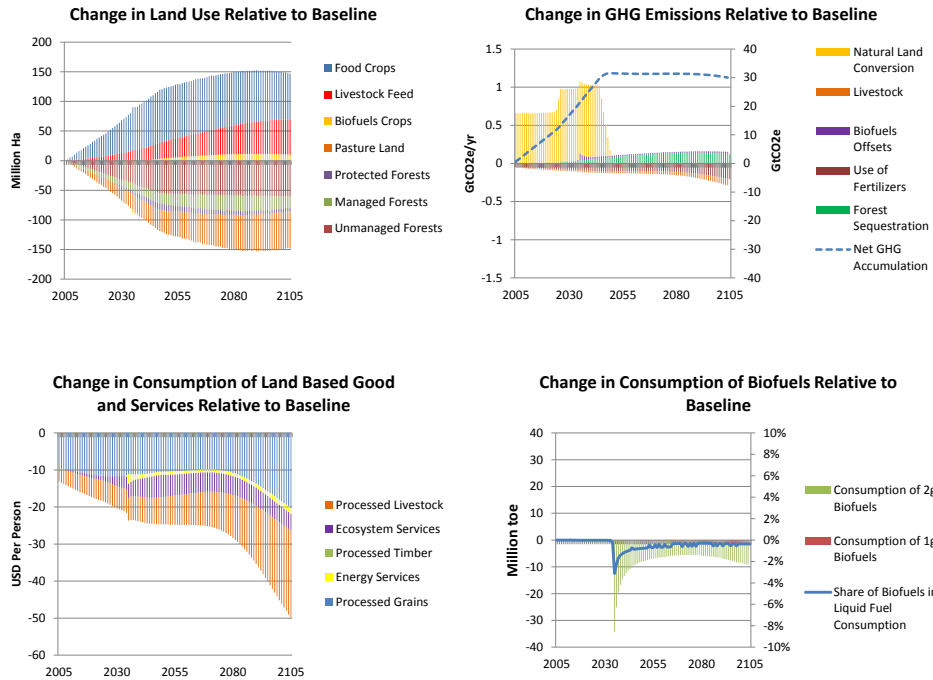 Change in Land Use Relative to Baseline
200
150
100
50
0
-50
-100
-150
-200
Million Ha
2005 2030 2055 2080 2105
Food Crops
Livestock Feed
Biofuels Crops
Pasture Land
Protected Forests
Managed Forests
Unmanaged Forests
Change in GHG Emissions Relative to Baseline
1.5
1
0.5
0
-0.5
-1
-1.5
GtCO2e/yr
40
30
20
10
0
-10
-20
-30
-40
GtCO2e
2005 2030 2055 2080 2105
Natural Land
Conversion
Livestock
Biofuels
Offsets
Use of
Fertilizers
Forest
Sequestration
Net GHG
Accumulation
Change in Consumption of Land Based Good
and Services Relative to Baseline
0
-10
-20
-30
-40
-50
-60
USD Per Person
2005 2030 2055 2080 2105
Processed Livestock
Ecosystem Services
Processed Timber
Energy Services
Processed Grains
Change in Consumption of Biofuels Relative to
Baseline
40
30
20
10
0
-10
-20
-30
-40
Million toe
10%
8%
6%
4%
2%
0%
-2%
-4%
-6%
-8%
-10%
2005 2030 2055 2080 2105
Consumption of 2g
Biofuels
Consumption of 1g
Biofuels
Share of Biofuels in
Liquid Fuel
Consumption